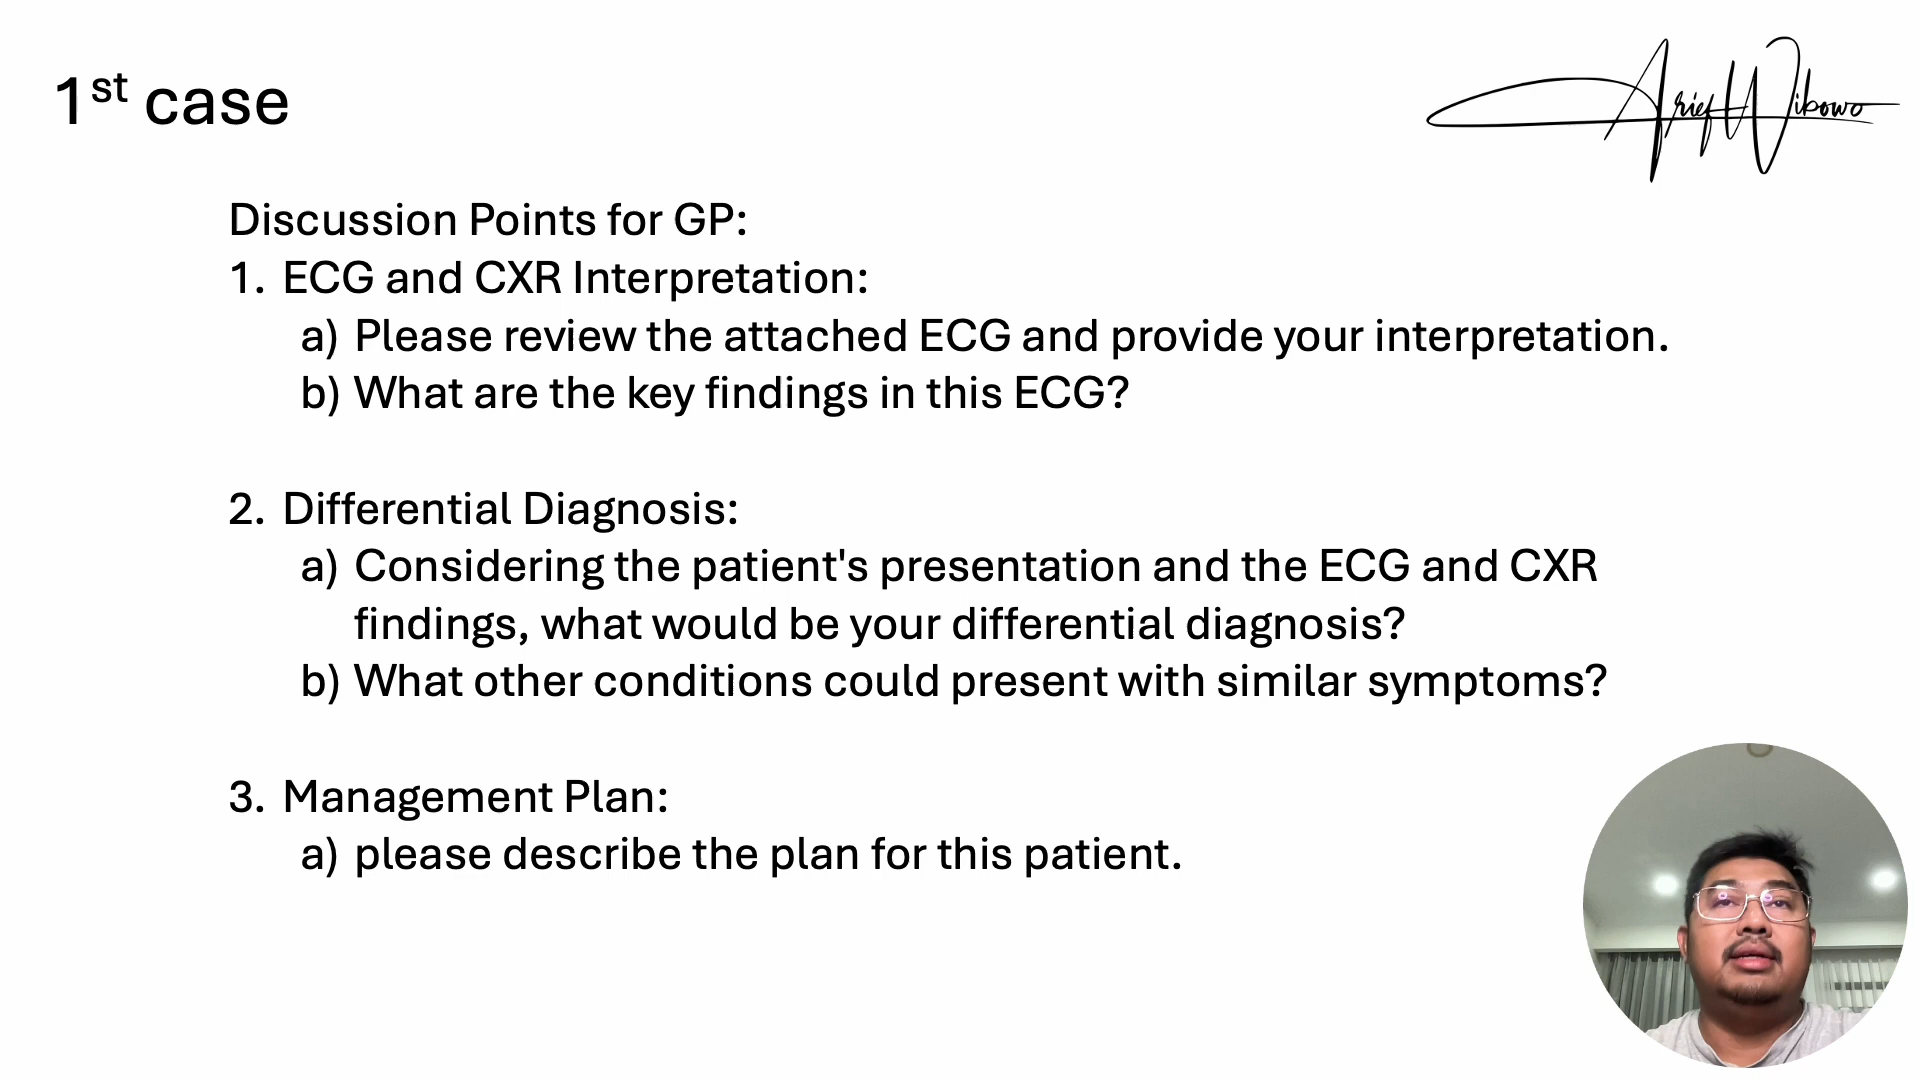 1st case
Arief Wibowo
Discussion Points for GP:
1. ECG and CXR Interpretation:
a) Please review the attached ECG and provide your interpretation.
b) What are the key findings in this ECG?
2. Differential Diagnosis:
a) Considering the patient's presentation and the ECG and CXR
findings, what would be your differential diagnosis?
b) What other conditions could present with similar symptoms?
3. Management Plan:
a) please describe the plan for this patient.